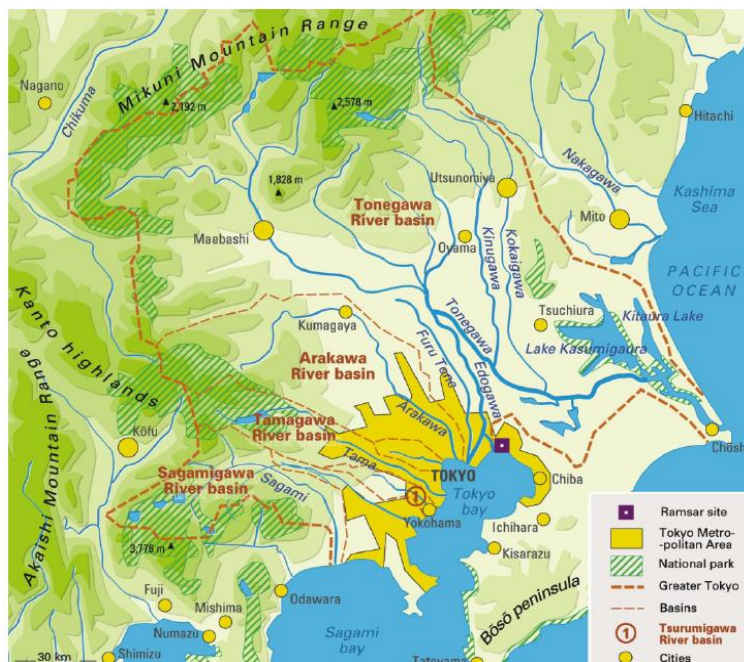 Mikuni Mountain Range
Nagano
Chikuma
2,192 m
2,578 m
Hitachi
1,828 m
Utsunomiya
Nakagawa
Kashima
Sea
Tonegawa
River basin
Mito
Maebashi
Oyama
Kinugawa
Kokaigawa
PACIFIC
OCEAN
Kanto highlands
Kumagaya
Tonegawa
Tsuchiura
Kitaura Lake
Lake Kasumigaura
Furu Tone
Edogawa
Arakawa
River basin
Akaishi Mountain Range
Arakawa
Tamagawa
River basin
Kōfu
Tama
TOKYO
Chōshi
Sagamigawa
River basin
Sagami
1
Tokyo
bay
Chiba
Yokohama
Ichihara
3,776 m
Kisarazu
Fuji
Mishima
Odawara
Numazu
Shimizu
Sagami
bay
Bōsō peninsula
30 km
Ramsar site
Tokyo Metro-
-politan Area
National park
Greater Tokyo
Basins
1
Tsurumigawa
River basin
Cities